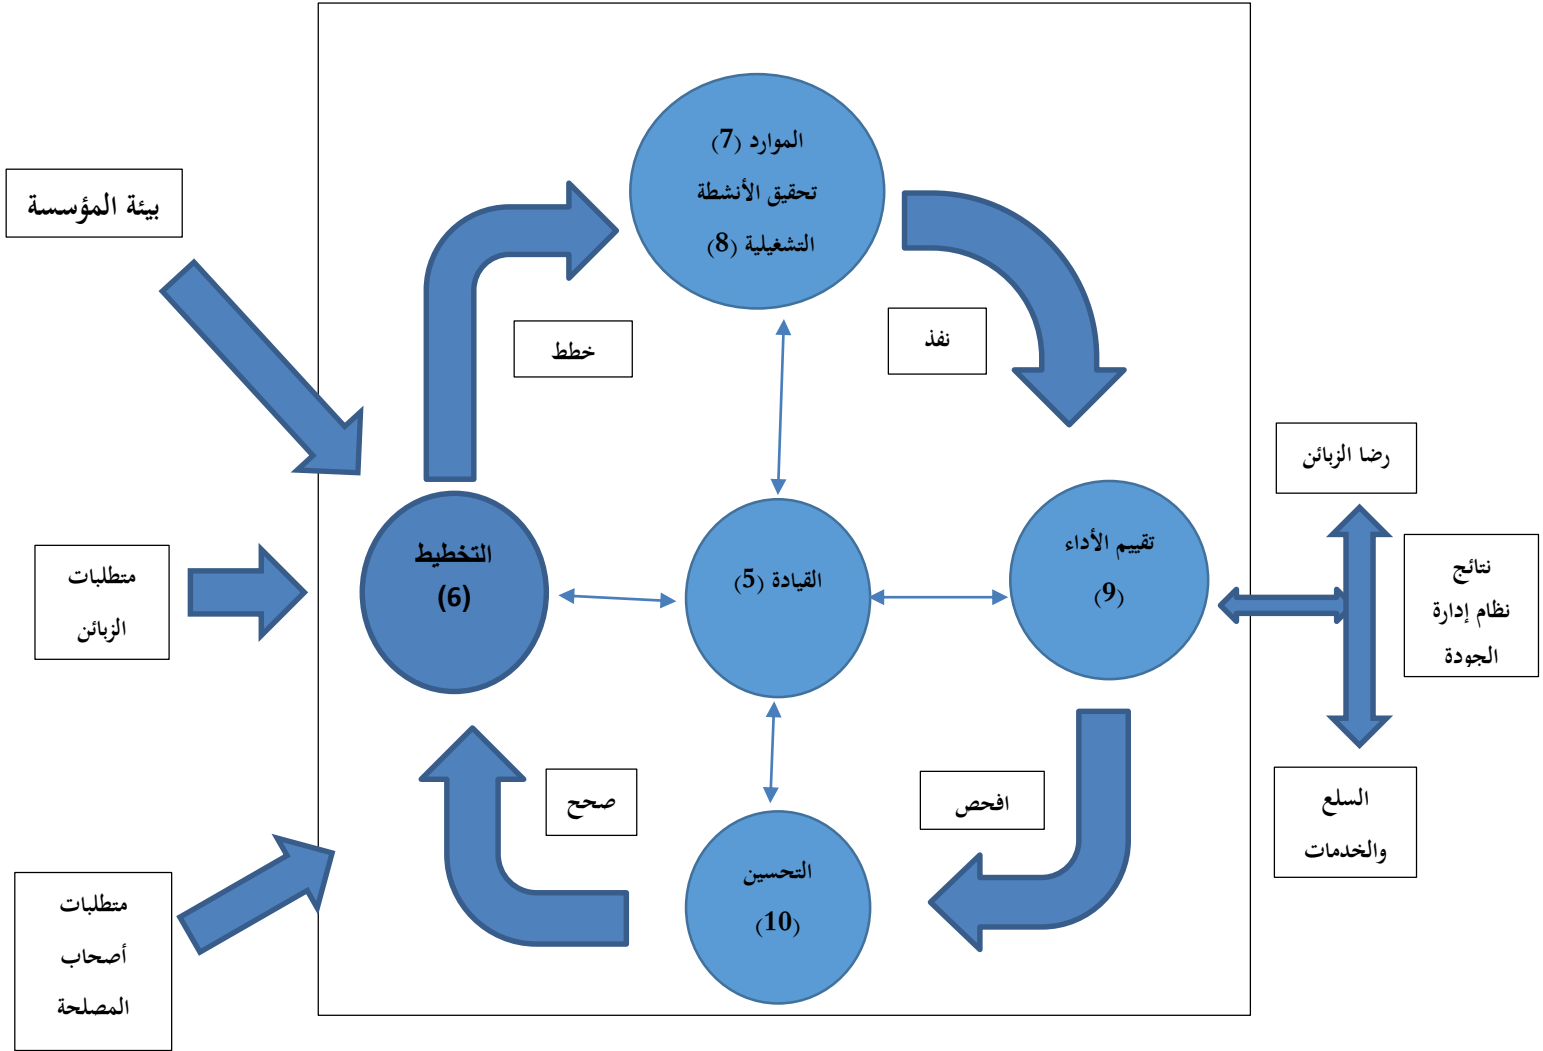 الموارد (7)
تحقيق الأنشطة
التشغيلية (8)
بيئة المؤسسة
خطط
نفذ
رضا الزبائن
نتائج
نظام إدارة
الجودة
متطلبات
الزبائن
التخطيط
(6)
القيادة (5)
تقييم الأداء
(9)
السلع
والخدمات
صحح
افحص
متطلبات
أصحاب
المصلحة
التحسين
(10)